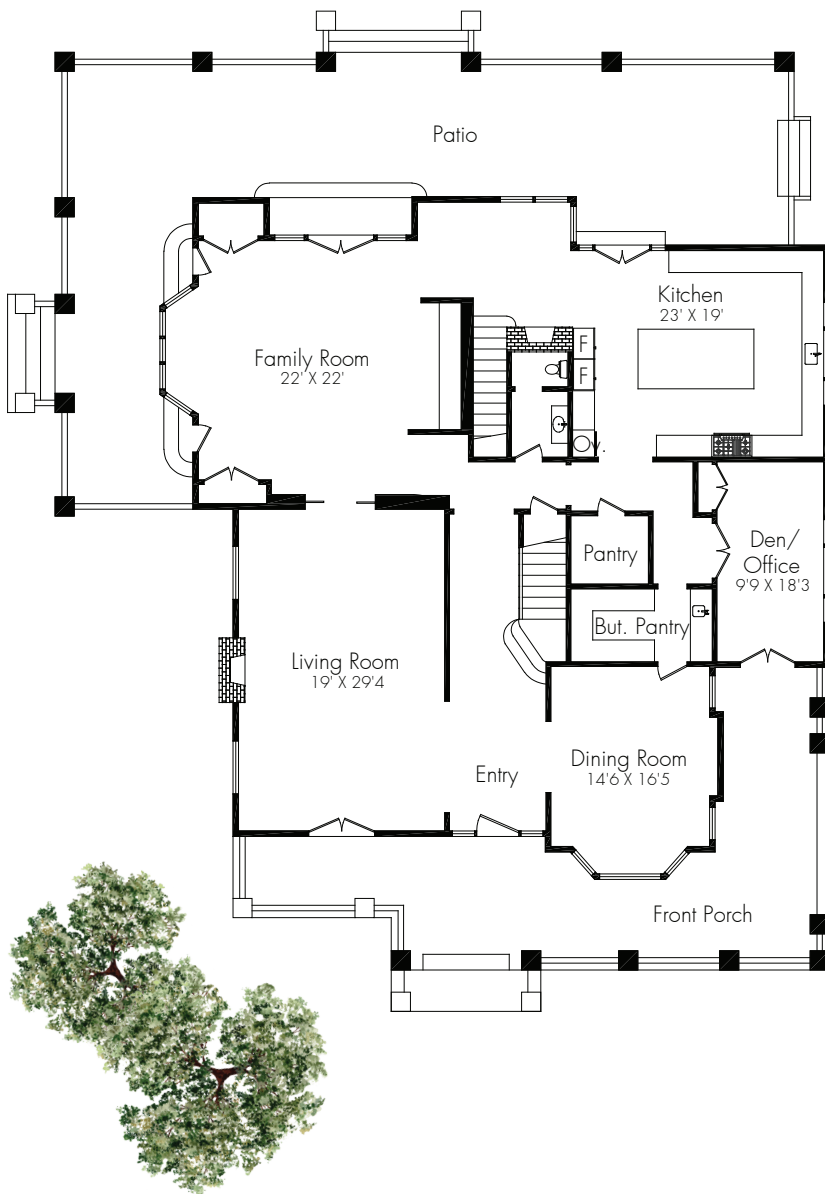 Patio
Kitchen
23' X 19'
Family Room
22' X 22'
F
F
Ov.
Den/
Office
9'9 X 18'3
Pantry
But. Pantry
Living Room
19' X 29'4
Dining Room
14'6 X 16'5
Entry
Front Porch